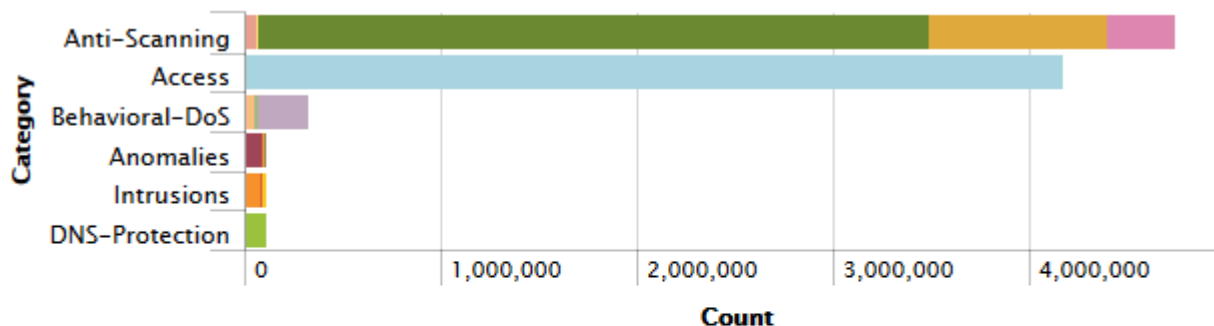 Category
Anti-Scanning
Access
Behavioral-DoS
Anomalies
Intrusions
DNS-Protection
0 1,000,000 2,000,000 3,000,000 4,000,000
Count